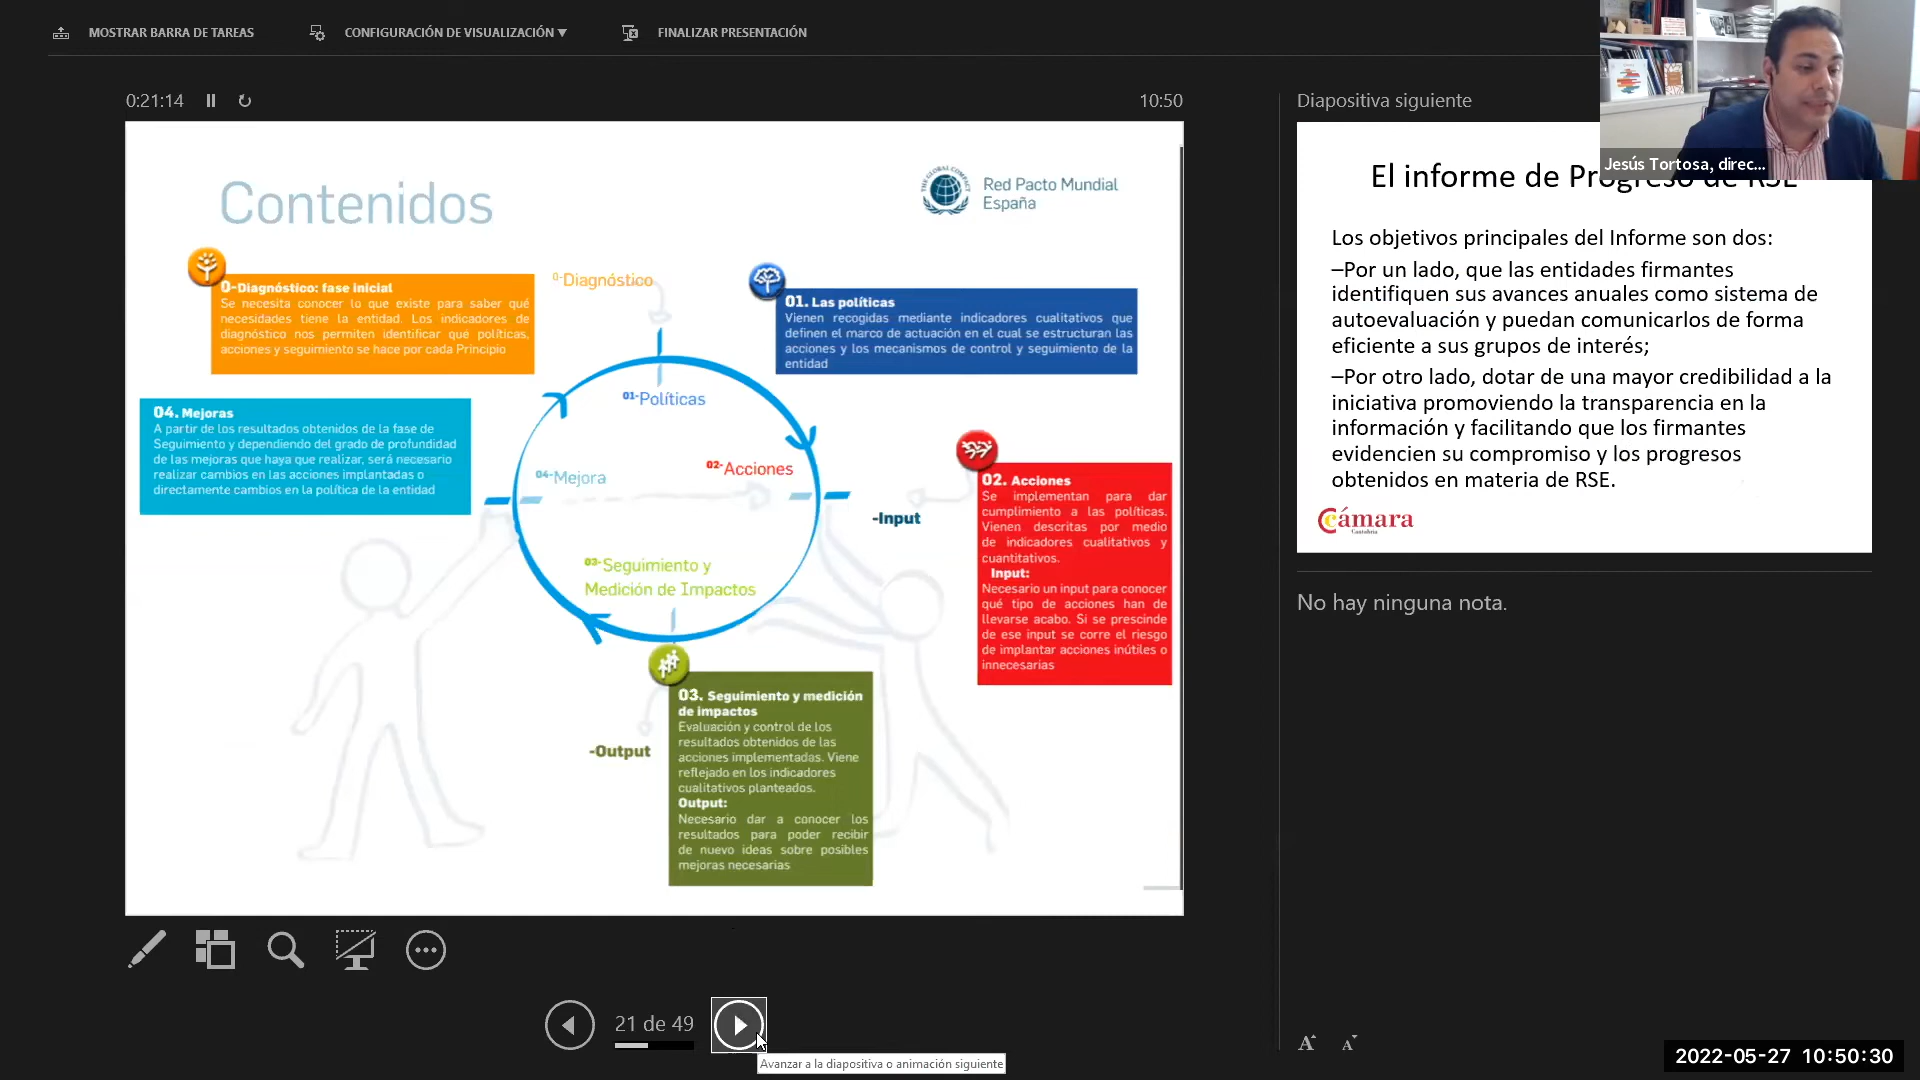 MOSTRAR BARRA DE TAREAS
CONFIGURACIÓN DE VISUALIZACIÓN ▼
FINALIZAR PRESENTACIÓN
0:21:14
10:50
Contenidos
THE GLOBAL COMPACT
Red Pacto Mundial
España
0-Diagnóstico: fase inicial
Se necesita conocer lo que existe para saber qué
necesidades tiene la entidad. Los indicadores de
diagnóstico nos permiten identificar qué políticas,
acciones y seguimiento se hace por cada Principio
0-Diagnóstico
01. Las políticas
Vienen recogidas mediante indicadores cualitativos que
definen el marco de actuación en el cual se estructuran las
acciones y los mecanismos de control y seguimiento de la
entidad
04. Mejoras
A partir de los resultados obtenidos de la fase de
Seguimiento y dependiendo del grado de profundidad
de las mejoras que haya que realizar, será necesario
realizar cambios en las acciones implantadas o
directamente cambios en la política de la entidad
01-Políticas
02-Acciones
04-Mejora
03-Seguimiento y
Medición de Impactos
-Input
02. Acciones
Se implementan para dar
cumplimiento a las políticas.
Vienen descritas por medio
de indicadores cualitativos y
cuantitativos.
Input:
Necesario un input para conocer
qué tipo de acciones han de
llevarse acabo. Si se prescinde
de ese input se corre el riesgo
de implantar acciones inútiles o
innecesarias
-Output
03. Seguimiento y medición
de impactos
Evaluación y control de los
resultados obtenidos de las
acciones implementadas. Viene
reflejado en los indicadores
cualitativos planteados.
Output:
Necesario dar a conocer los
resultados para poder recibir
de nuevo ideas sobre posibles
mejoras necesarias
21 de 49
Avanzar a la diapositiva o animación siguiente
Diapositiva siguiente
Jesús Tortosa, direc...
El informe de Progreso de RSE
Los objetivos principales del Informe son dos:
–Por un lado, que las entidades firmantes
identifiquen sus avances anuales como sistema de
autoevaluación y puedan comunicarlos de forma
eficiente a sus grupos de interés;
–Por otro lado, dotar de una mayor credibilidad a la
iniciativa promoviendo la transparencia en la
información y facilitando que los firmantes
evidencien su compromiso y los progresos
obtenidos en materia de RSE.
Cámara
Cantabria
No hay ninguna nota.
A A
2022-05-27 10:50:30